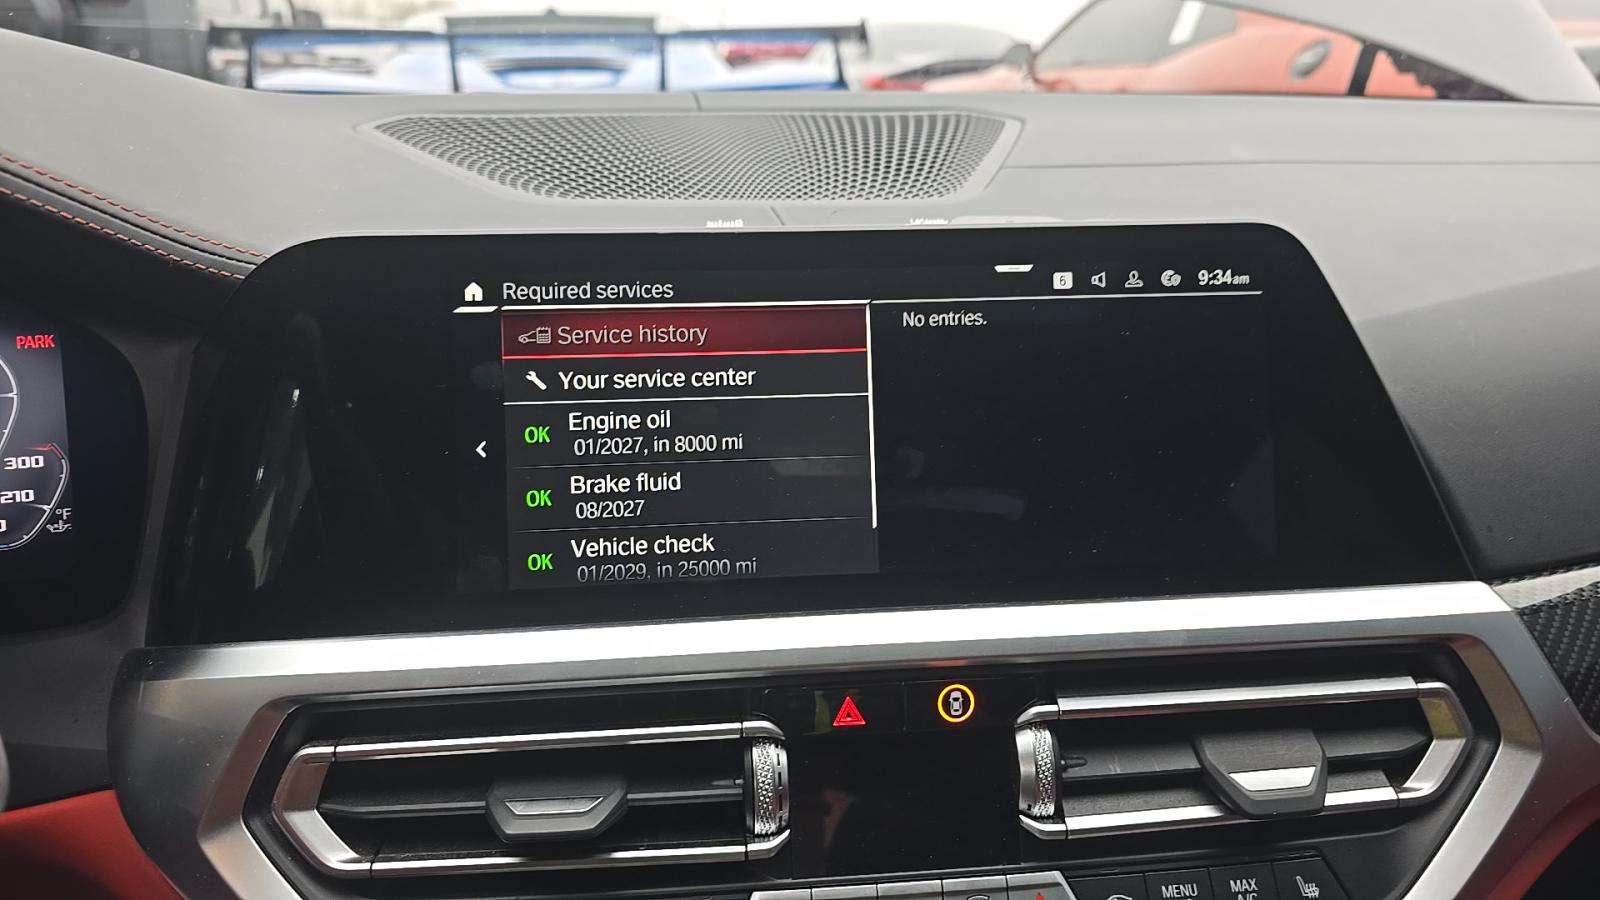 6
9:34am
Required services
Service history
No entries.
Your service center
OK
Engine oil
01/2027, in 8000 mi
OK
Brake fluid
08/2027
OK
Vehicle check
01/2029, in 25000 mi
PARK
300
210
°F
MENU
MAX
A/C